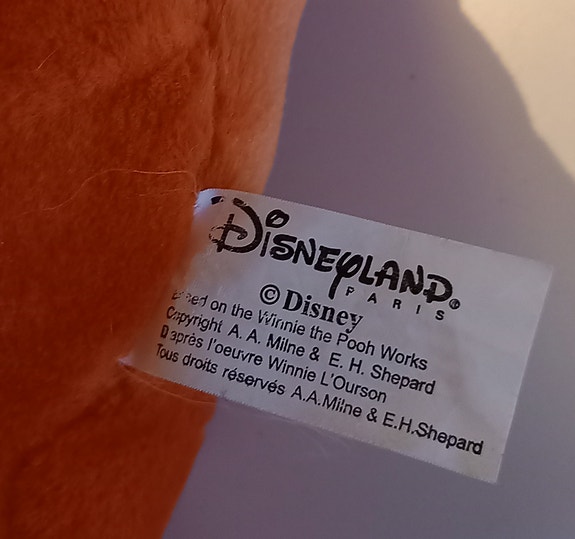 DISNEYLAND®
PARIS
© Disney
Based on the Winnie the Pooh Works
Copyright A. A. Milne & E. H. Shepard
D'après l'oeuvre Winnie L'Ourson
Tous droits réservés A.A.Milne & E.H.Shepard